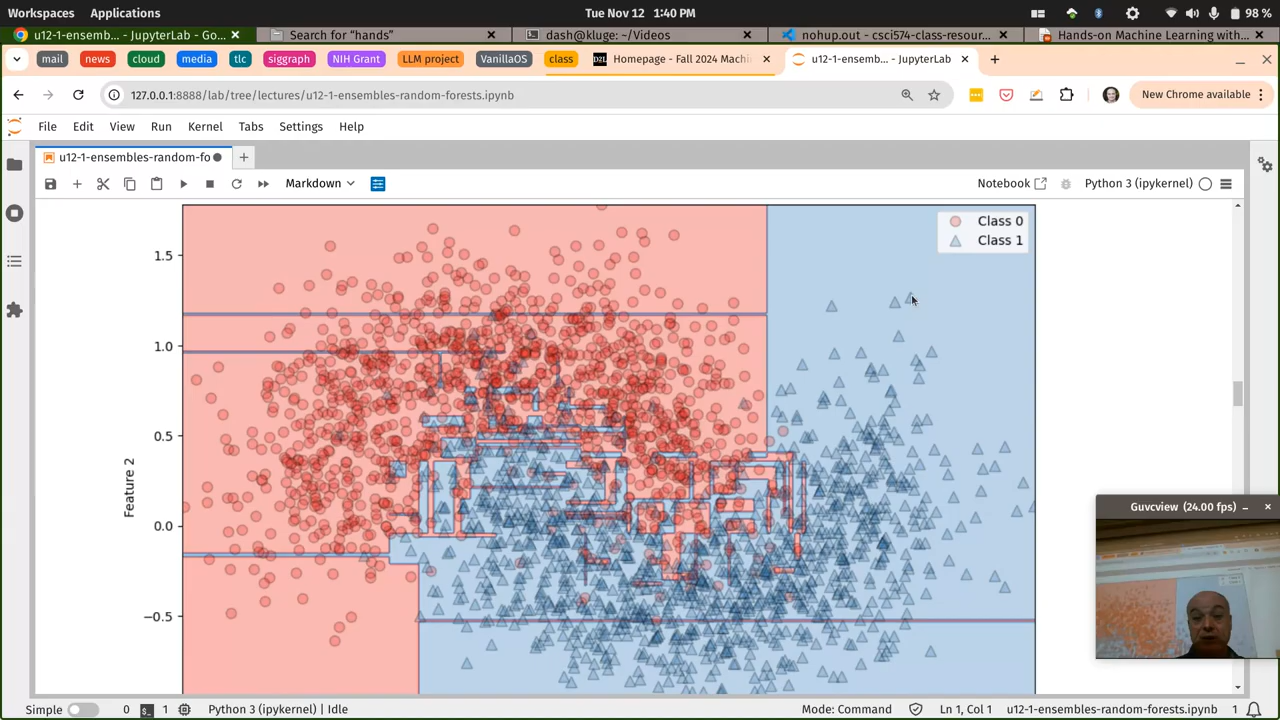 Workspaces Applications Tue Nov 12 1:40 PM 98 %
u12-1-ensemb... - JupyterLab - Go... × Search for “hands” × dash@kluge: ~/Videos × nohup.out - csci574-class-resour... × Hands-on Machine Learning with... ×
mail news cloud media tlc siggraph NIH Grant LLM project VanillaOS class D2L Homepage - Fall 2024 Machi × u12-1-ensemb... - JupyterLab ×
127.0.0.1:8888/lab/tree/lectures/u12-1-ensembles-random-forests.ipynb New Chrome available
File Edit View Run Kernel Tabs Settings Help
u12-1-ensembles-random-fo
Markdown Notebook Python 3 (ipykernel)
Class 0
Class 1
1.5
1.0
0.5
0.0
−0.5
Feature 2
Guvcview (24.00 fps)
Simple 0 1 Python 3 (ipykernel) | Idle Mode: Command Ln 1, Col 1 u12-1-ensembles-random-forests.ipynb 1